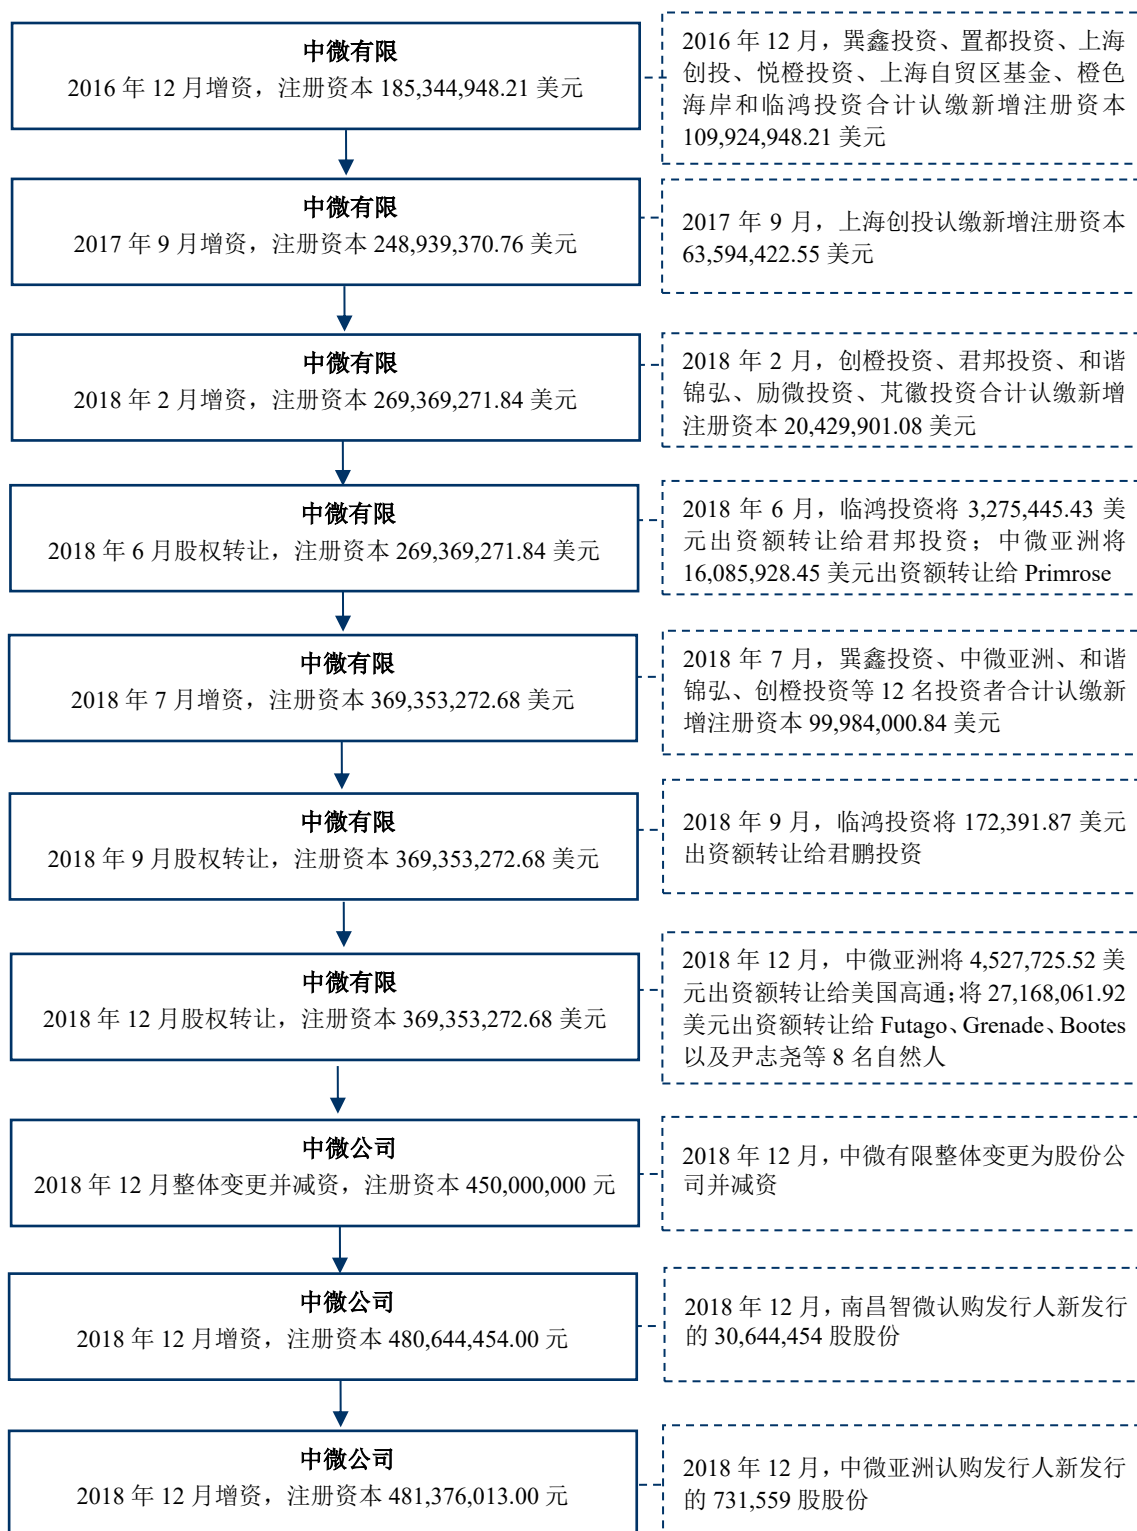 中微有限
2016 年 12 月增资，注册资本 185,344,948.21 美元
2016 年 12 月，巽鑫投资、置都投资、上海
创投、悦橙投资、上海自贸区基金、橙色
海岸和临鸿投资合计认缴新增注册资本
109,924,948.21 美元
中微有限
2017 年 9 月增资，注册资本 248,939,370.76 美元
2017 年 9 月，上海创投认缴新增注册资本
63,594,422.55 美元
中微有限
2018 年 2 月增资，注册资本 269,369,271.84 美元
2018 年 2 月，创橙投资、君邦投资、和谐
锦弘、励微投资、芃徽投资合计认缴新增
注册资本 20,429,901.08 美元
中微有限
2018 年 6 月股权转让，注册资本 269,369,271.84 美元
2018 年 6 月，临鸿投资将 3,275,445.43 美
元出资额转让给君邦投资；中微亚洲将
16,085,928.45 美元出资额转让给 Primrose
中微有限
2018 年 7 月增资，注册资本 369,353,272.68 美元
2018 年 7 月，巽鑫投资、中微亚洲、和谐
锦弘、创橙投资等 12 名投资者合计认缴新
增注册资本 99,984,000.84 美元
中微有限
2018 年 9 月股权转让，注册资本 369,353,272.68 美元
2018 年 9 月，临鸿投资将 172,391.87 美元
出资额转让给君鹏投资
中微有限
2018 年 12 月股权转让，注册资本 369,353,272.68 美元
2018 年 12 月，中微亚洲将 4,527,725.52 美
元出资额转让给美国高通；将 27,168,061.92
美元出资额转让给 Futago、Grenade、Bootes
以及尹志尧等 8 名自然人
中微公司
2018 年 12 月整体变更并减资，注册资本 450,000,000 元
2018 年 12 月，中微有限整体变更为股份公
司并减资
中微公司
2018 年 12 月增资，注册资本 480,644,454.00 元
2018 年 12 月，南昌智微认购发行人新发行
的 30,644,454 股股份
中微公司
2018 年 12 月增资，注册资本 481,376,013.00 元
2018 年 12 月，中微亚洲认购发行人新发行
的 731,559 股股份